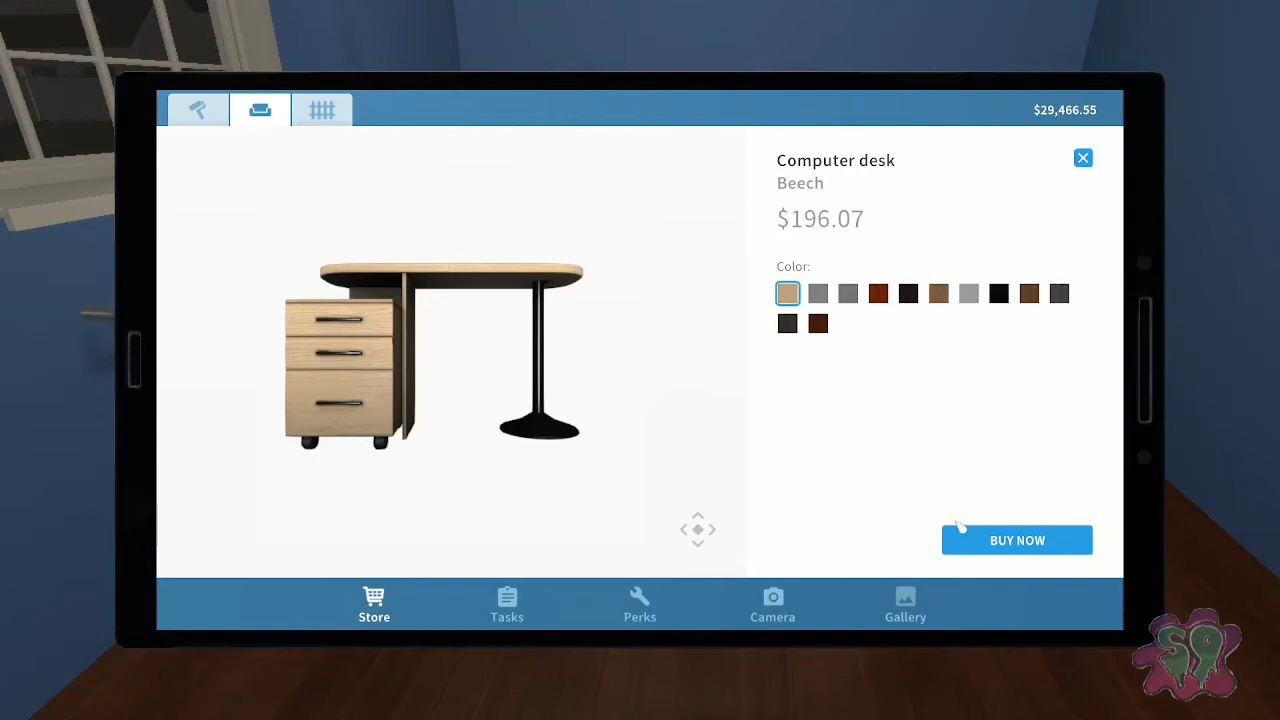 $29,466.55
Computer desk
Beech
$196.07
Color:
BUY NOW
Store
Tasks
Perks
Camera
Gallery